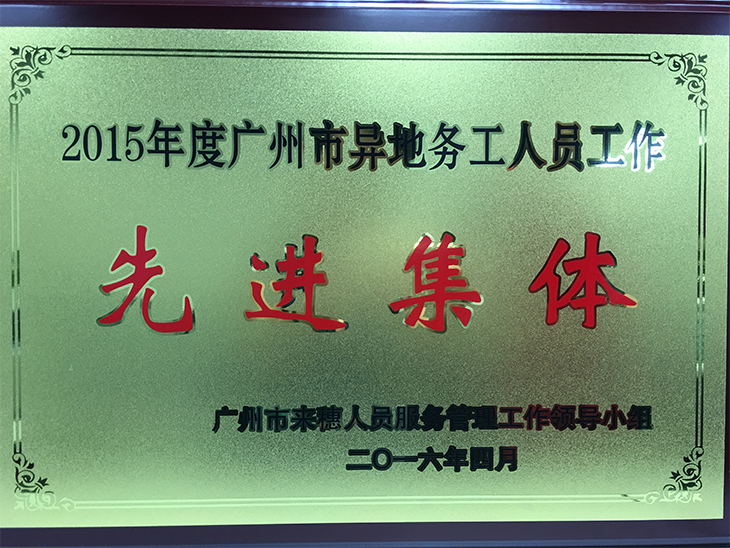 2015年度广州市异地务工人员工作
先进集体
广州市来穗人员服务管理工作领导小组
二〇一六年四月